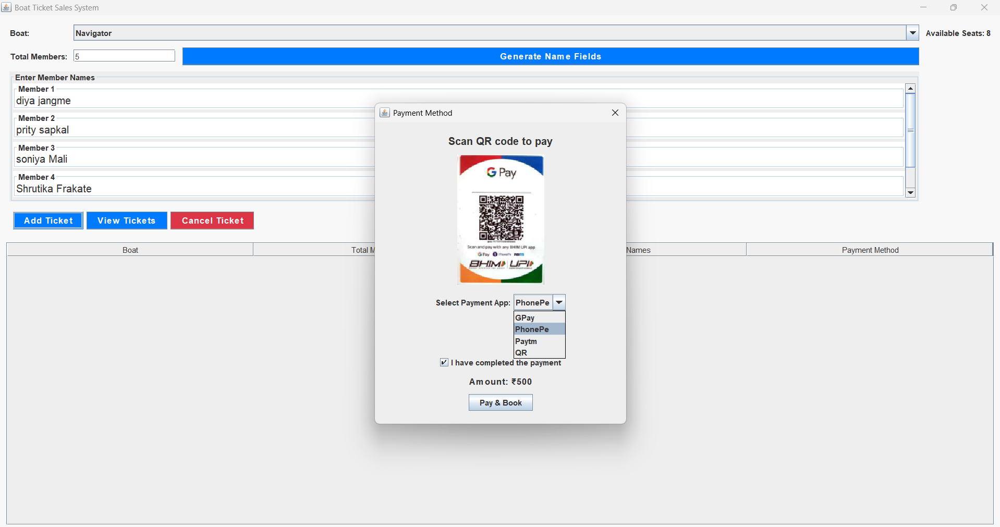 Boat Ticket Sales System
Boat:
Navigator
Available Seats: 8
Total Members:
5
Generate Name Fields
Enter Member Names
Member 1
diya jangme
Member 2
prity sapkal
Member 3
soniya Mali
Member 4
Shrutika Frakate
Add Ticket
View Tickets
Cancel Ticket
Boat
Total M
Names
Payment Method
Payment Method
Scan QR code to pay
G Pay
Scan and pay with any BHIM UPI app
G Pay PhonePe Paytm
BHIM UPI
Select Payment App:
PhonePe
GPay
PhonePe
Paytm
QR
I have completed the payment
Amount: ₹500
Pay & Book